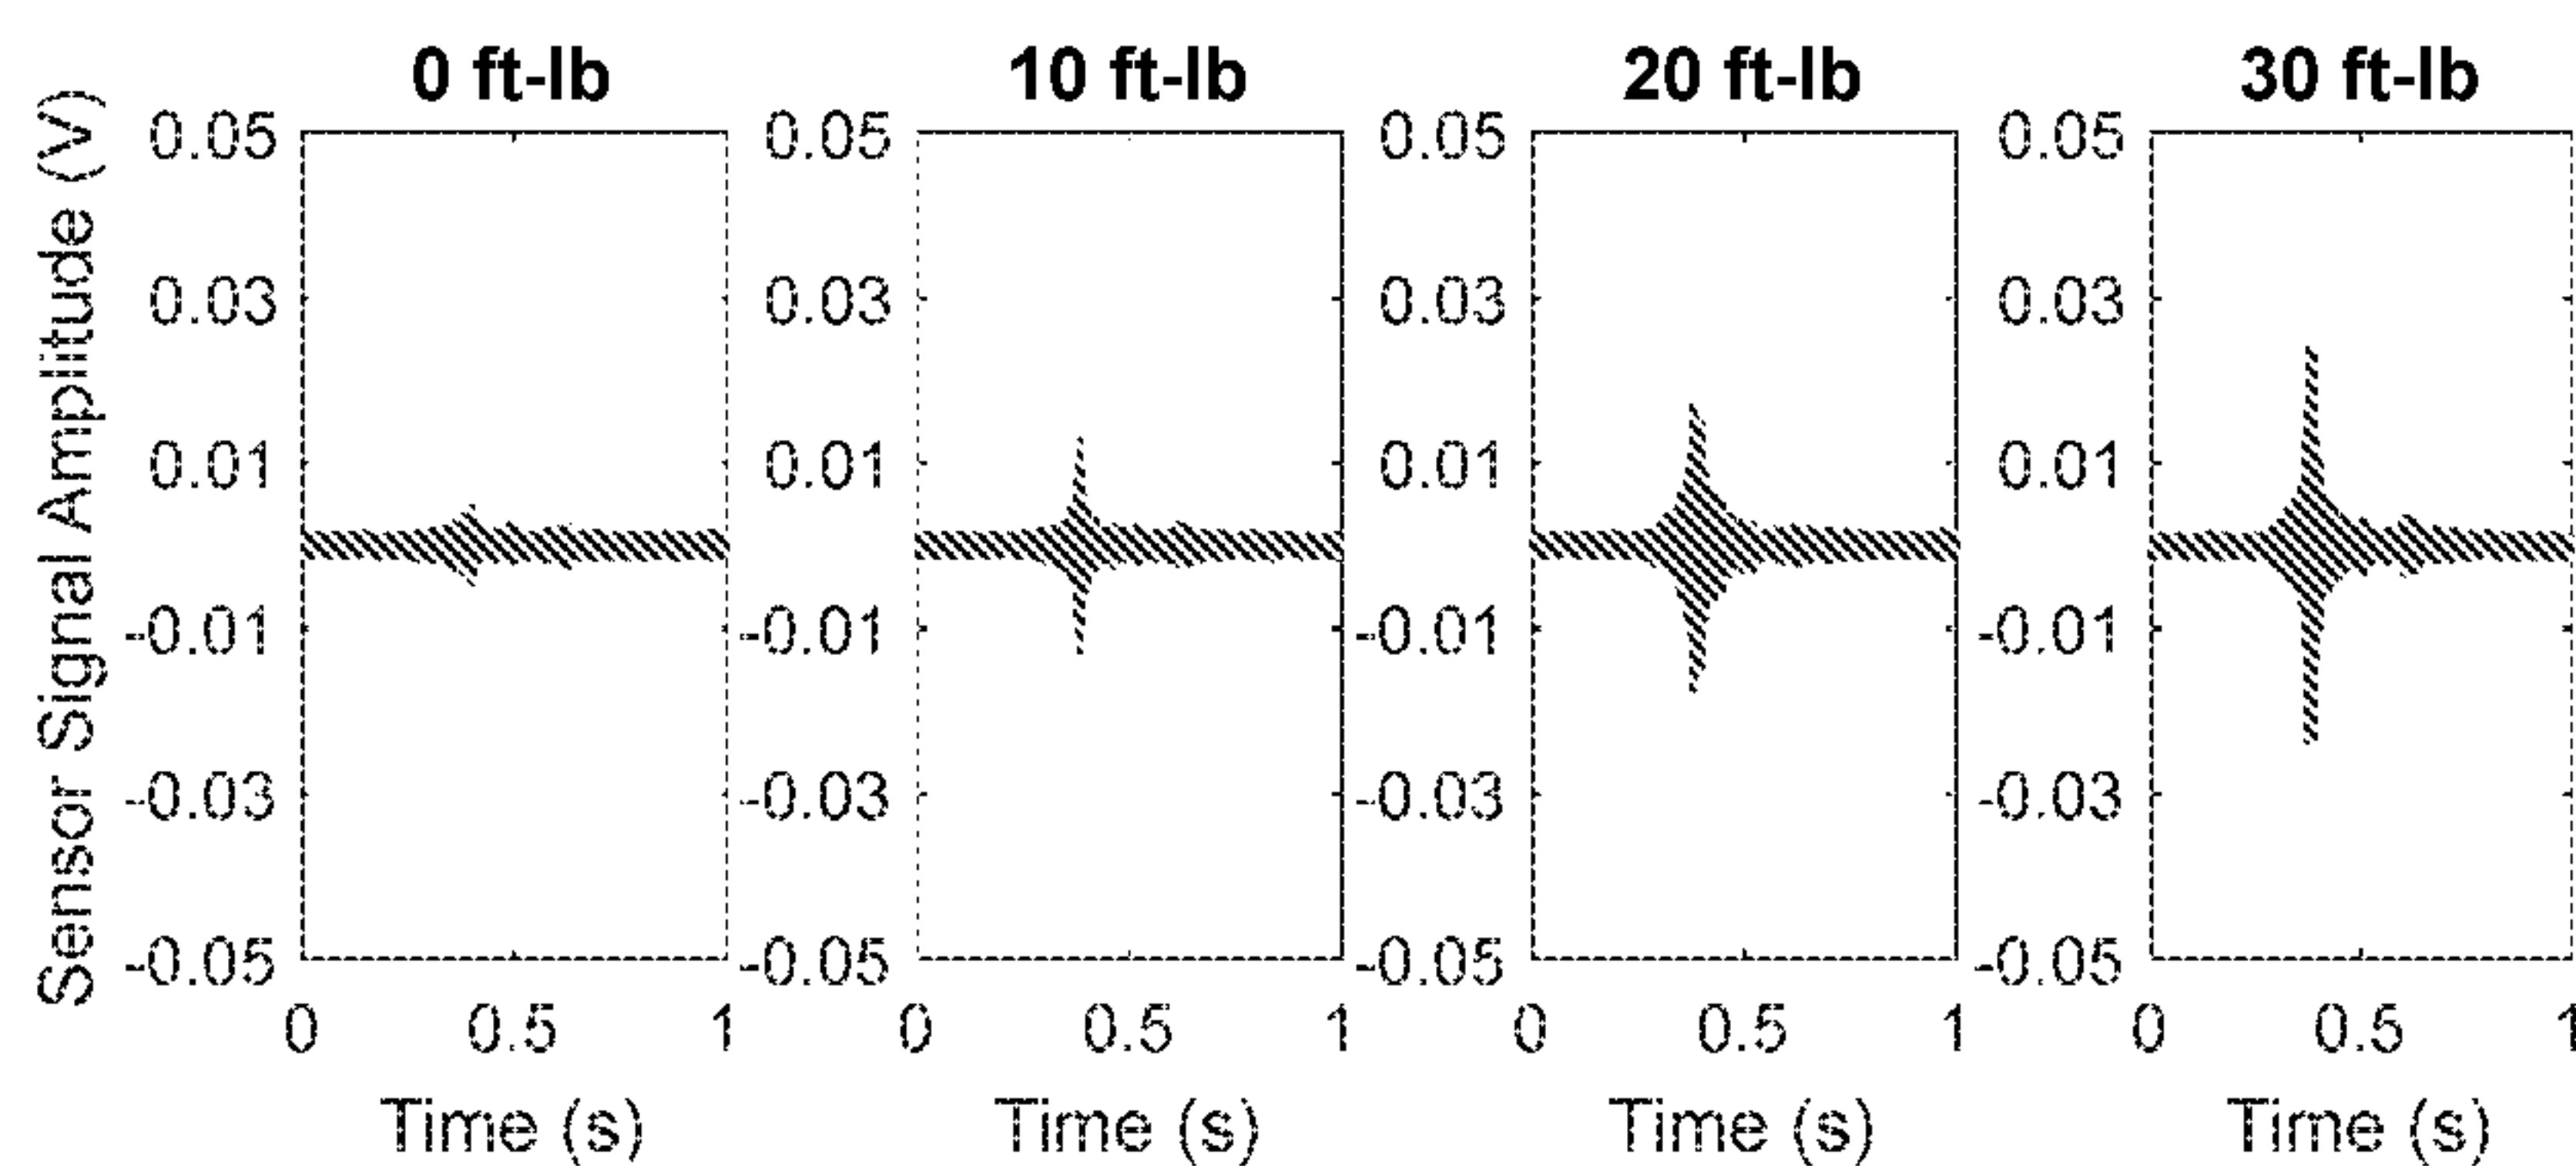 0 ft-lb 10 ft-lb 20 ft-lb 30 ft-lb
Sensor Signal Amplitude (V)
0.05 0.05 0.05 0.05
0.03 0.03 0.03 0.03
0.01 0.01 0.01 0.01
-0.01 -0.01 -0.01 -0.01
-0.03 -0.03 -0.03 -0.03
-0.05 -0.05 -0.05 -0.05
0 0.5 1 0 0.5 1 0 0.5 1 0 0.5 1
Time (s) Time (s) Time (s) Time (s)